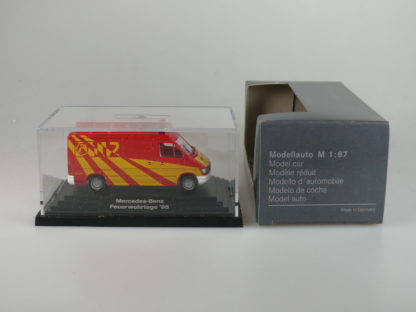 112
Mercedes-Benz
Feuerwehrtage '95
Modellauto M 1:87
Model car
Modèle réduit
Modello d'automobile
Modelo de coche
Model auto
Made in Germany